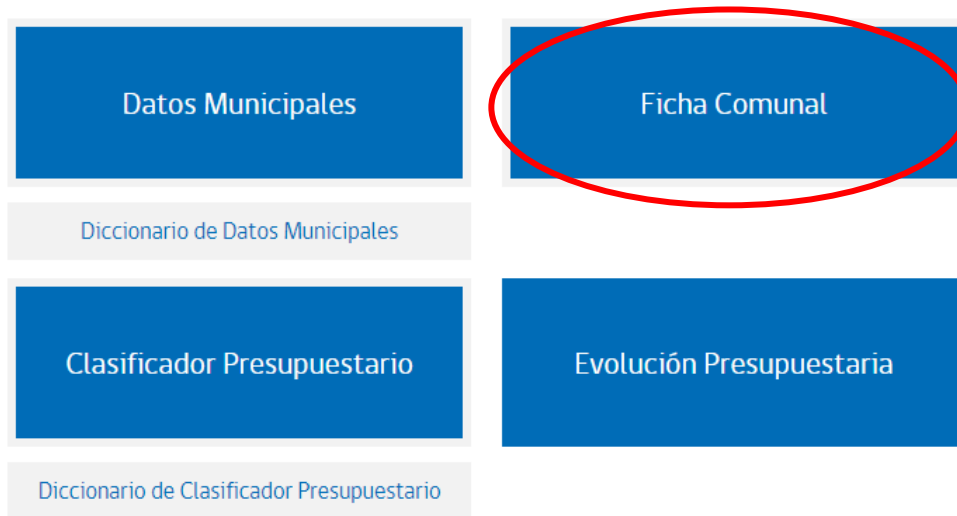 Datos Municipales
Ficha Comunal
Diccionario de Datos Municipales
Clasificador Presupuestario
Evolución Presupuestaria
Diccionario de Clasificador Presupuestario